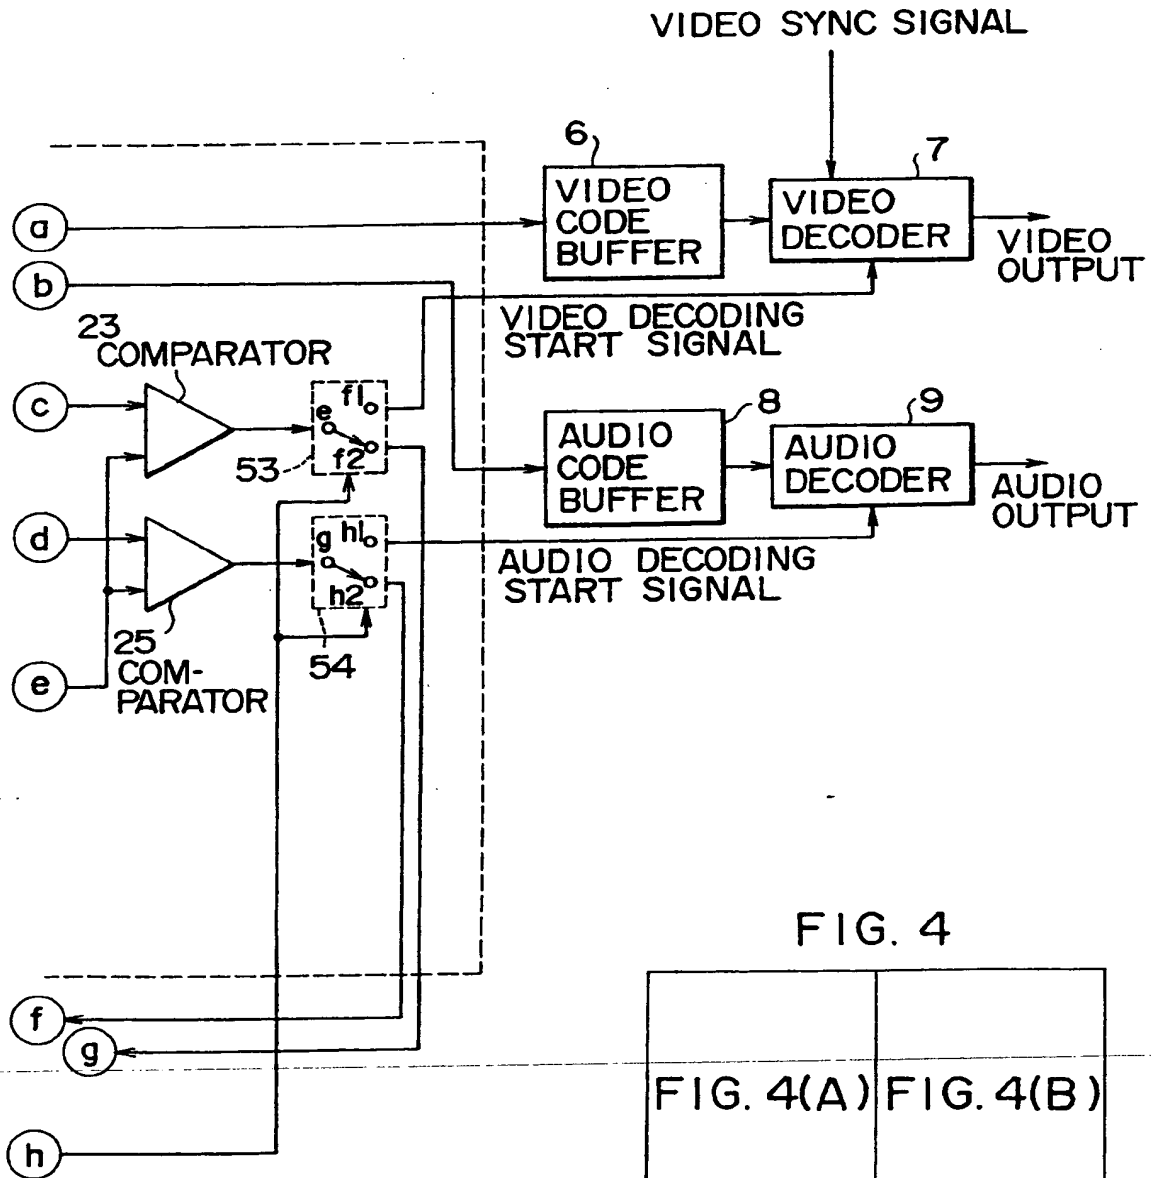 VIDEO SYNC SIGNAL
6
7
VIDEO
CODE
BUFFER
VIDEO
DECODER
VIDEO
OUTPUT
a
b
VIDEO DECODING
START SIGNAL
23
COMPARATOR
c
e
f1
f2
53
8
9
AUDIO
CODE
BUFFER
AUDIO
DECODER
AUDIO
OUTPUT
d
g
h1
h2
AUDIO DECODING
START SIGNAL
25
COM-
PARATOR
54
e
FIG. 4
f
g
FIG. 4(A)
FIG. 4(B)
h